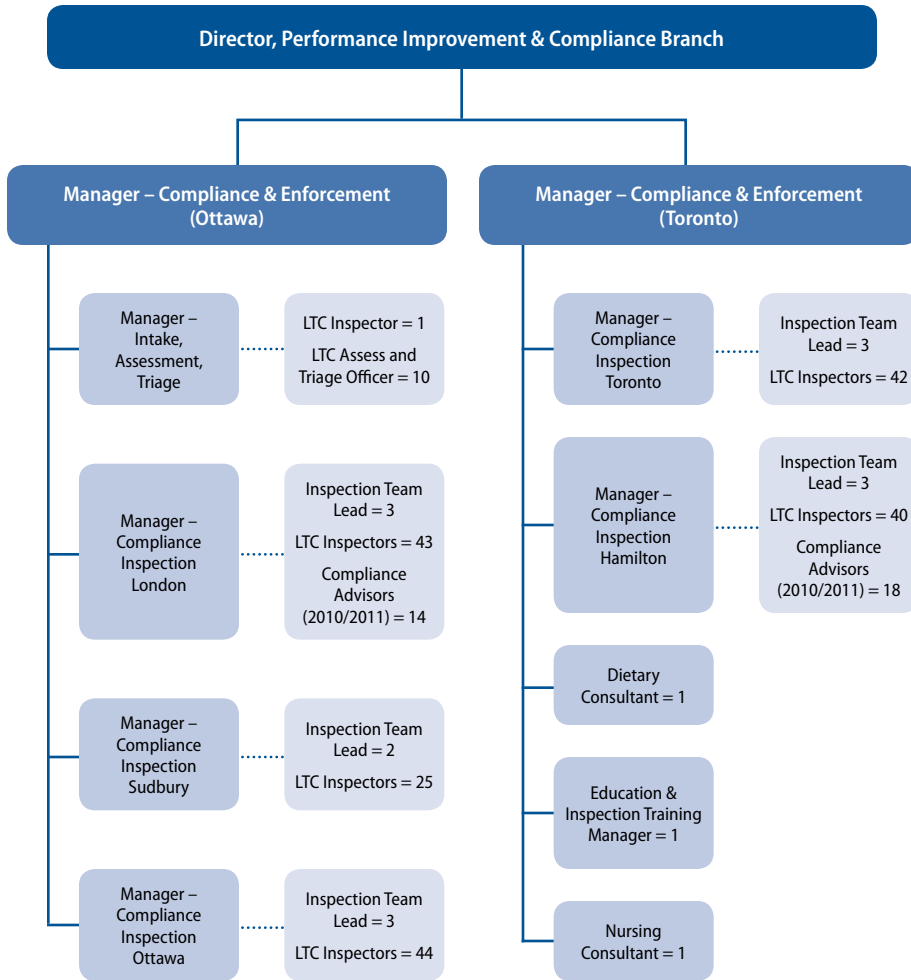 Director, Performance Improvement & Compliance Branch
Manager – Compliance & Enforcement
(Ottawa)
Manager –
Intake,
Assessment,
Triage
LTC Inspector = 1
LTC Assess and
Triage Officer = 10
Manager –
Compliance
Inspection
London
Inspection Team
Lead = 3
LTC Inspectors = 43
Compliance
Advisors
(2010/2011) = 14
Manager –
Compliance
Inspection
Sudbury
Inspection Team
Lead = 2
LTC Inspectors = 25
Manager –
Compliance
Inspection
Ottawa
Inspection Team
Lead = 3
LTC Inspectors = 44
Manager – Compliance & Enforcement
(Toronto)
Manager –
Compliance
Inspection
Toronto
Inspection Team
Lead = 3
LTC Inspectors = 42
Manager –
Compliance
Inspection
Hamilton
Inspection Team
Lead = 3
LTC Inspectors = 40
Compliance
Advisors
(2010/2011) = 18
Dietary
Consultant = 1
Education &
Inspection Training
Manager = 1
Nursing
Consultant = 1